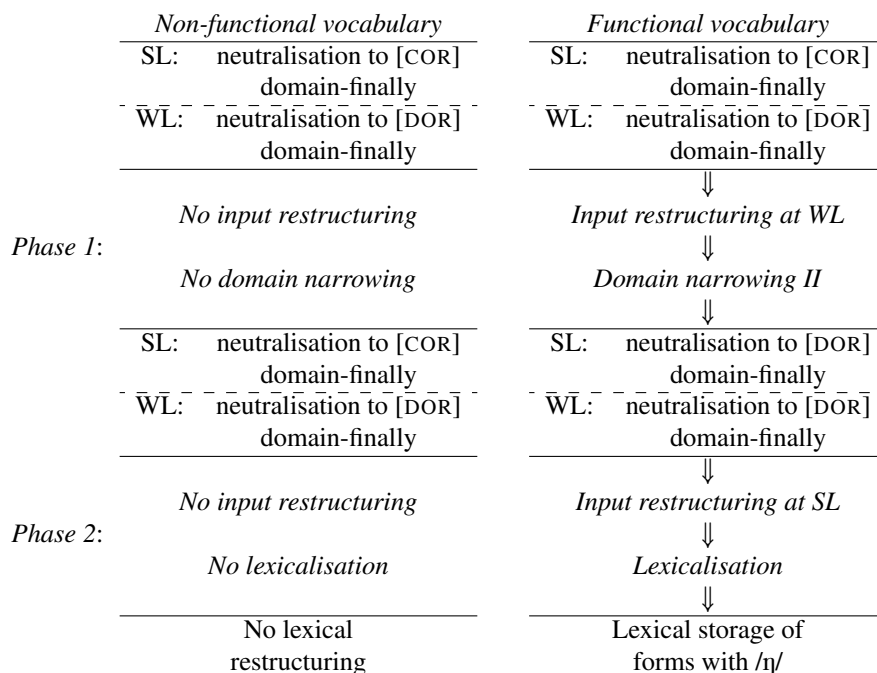 Non-functional vocabulary Functional vocabulary
SL: neutralisation to [COR] SL: neutralisation to [COR]
domain-finally domain-finally
WL: neutralisation to [DOR] WL: neutralisation to [DOR]
domain-finally domain-finally
⇓
No input restructuring Input restructuring at WL
Phase 1: ⇓
No domain narrowing Domain narrowing II
⇓
SL: neutralisation to [COR] SL: neutralisation to [DOR]
domain-finally domain-finally
WL: neutralisation to [DOR] WL: neutralisation to [DOR]
domain-finally domain-finally
⇓
No input restructuring Input restructuring at SL
Phase 2: ⇓
No lexicalisation Lexicalisation
⇓
No lexical Lexical storage of
restructuring forms with /η/